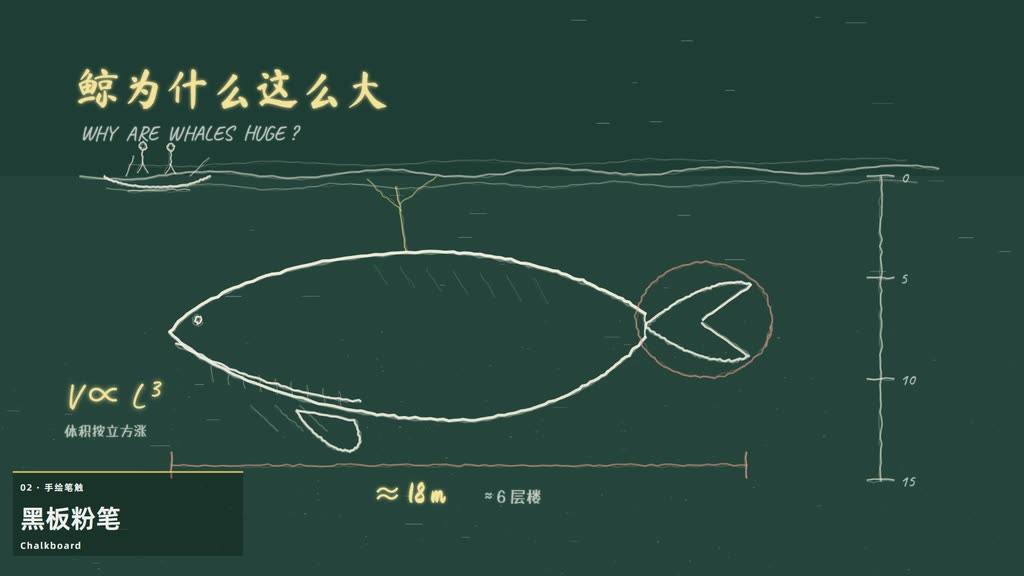 鲸为什么这么大
WHY ARE WHALES HUGE?
0
5
10
15
V∝L³
体积按立方涨
≈18m ≈6层楼
02 · 手绘笔触
黑板粉笔
Chalkboard